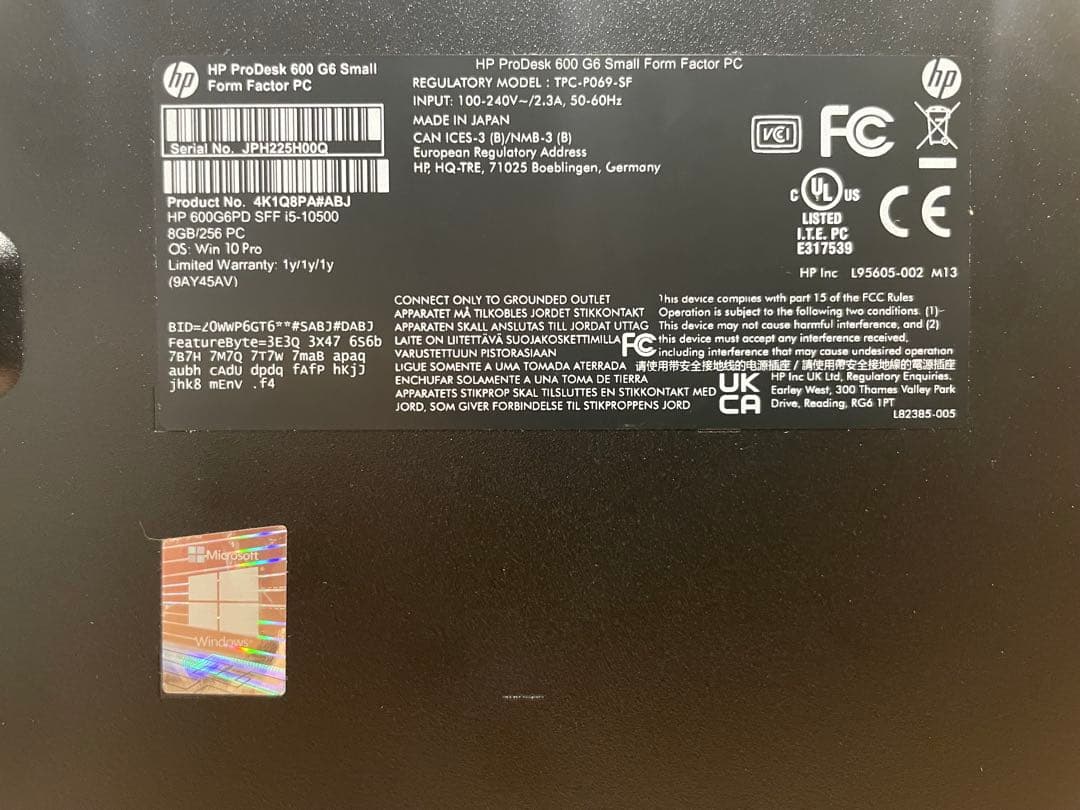 hp
HP ProDesk 600 G6 Small
Form Factor PC
Serial No. JPH225H00Q
Product No. 4K1Q8PA#ABJ
HP 600G6PD SFF i5-10500
8GB/256 PC
OS: Win 10 Pro
Limited Warranty: 1y/1y/1y
(9AY45AV)
BID=20WWP6GT6**#SABJ#DABJ
FeatureByte=3E3Q 3X47 6S6b
7B7H 7M7Q 7T7W 7maB apaq
aubh cAdU dpdq fAfP hKjJ
jhk8 mEnv .f4
HP ProDesk 600 G6 Small Form Factor PC
REGULATORY MODEL : TPC-P069-SF
INPUT: 100-240V~/2.3A, 50-60Hz
MADE IN JAPAN
CAN ICES-3 (B)/NMB-3 (B)
European Regulatory Address
HP, HQ-TRE, 71025 Boeblingen, Germany
hp
VCI
FC
C UL US
LISTED
I.T.E. PC
E317539
CE
HP Inc L95605-002 M13
CONNECT ONLY TO GROUNDED OUTLET
APPARATET MÅ TILKOBLES JORDET STIKKONTAKT
APPARATEN SKALL ANSLUTAS TILL JORDAT UTTAG
LAITE ON LIITETTÄVÄ SUOJAKOSKETTIMILLA
VARUSTETTUUN PISTORASIAAN
LIGUE SOMENTE A UMA TOMADA ATERRADA
ENCHUFAR SOLAMENTE A UNA TOMA DE TIERRA
APPARATETS STIKPROP SKAL TILSLUTTES EN STIKKONTAKT MED
JORD, SOM GIVER FORBINDELSE TIL STIKPROPPENS JORD
FC
This device complies with part 15 of the FCC Rules
Operation is subject to the following two conditions. (1)
This device may not cause harmful interference, and (2)
this device must accept any interference received,
including interference that may cause undesired operation
请使用带安全接地线的电源插座 / 請使用帶安全接地線的電源插座
UK
CA
HP Inc UK Ltd, Regulatory Enquiries.
Earley West, 300 Thames Valley Park
Drive, Reading, RG6 1PT
L82385-005
Microsoft
Windows